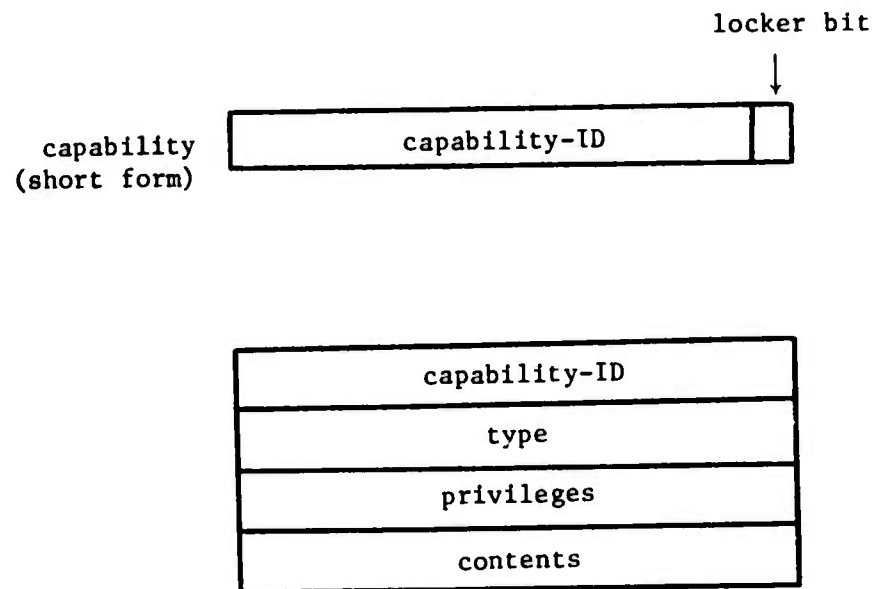 locker bit
capability
(short form)
capability-ID
capability-ID
type
privileges
contents